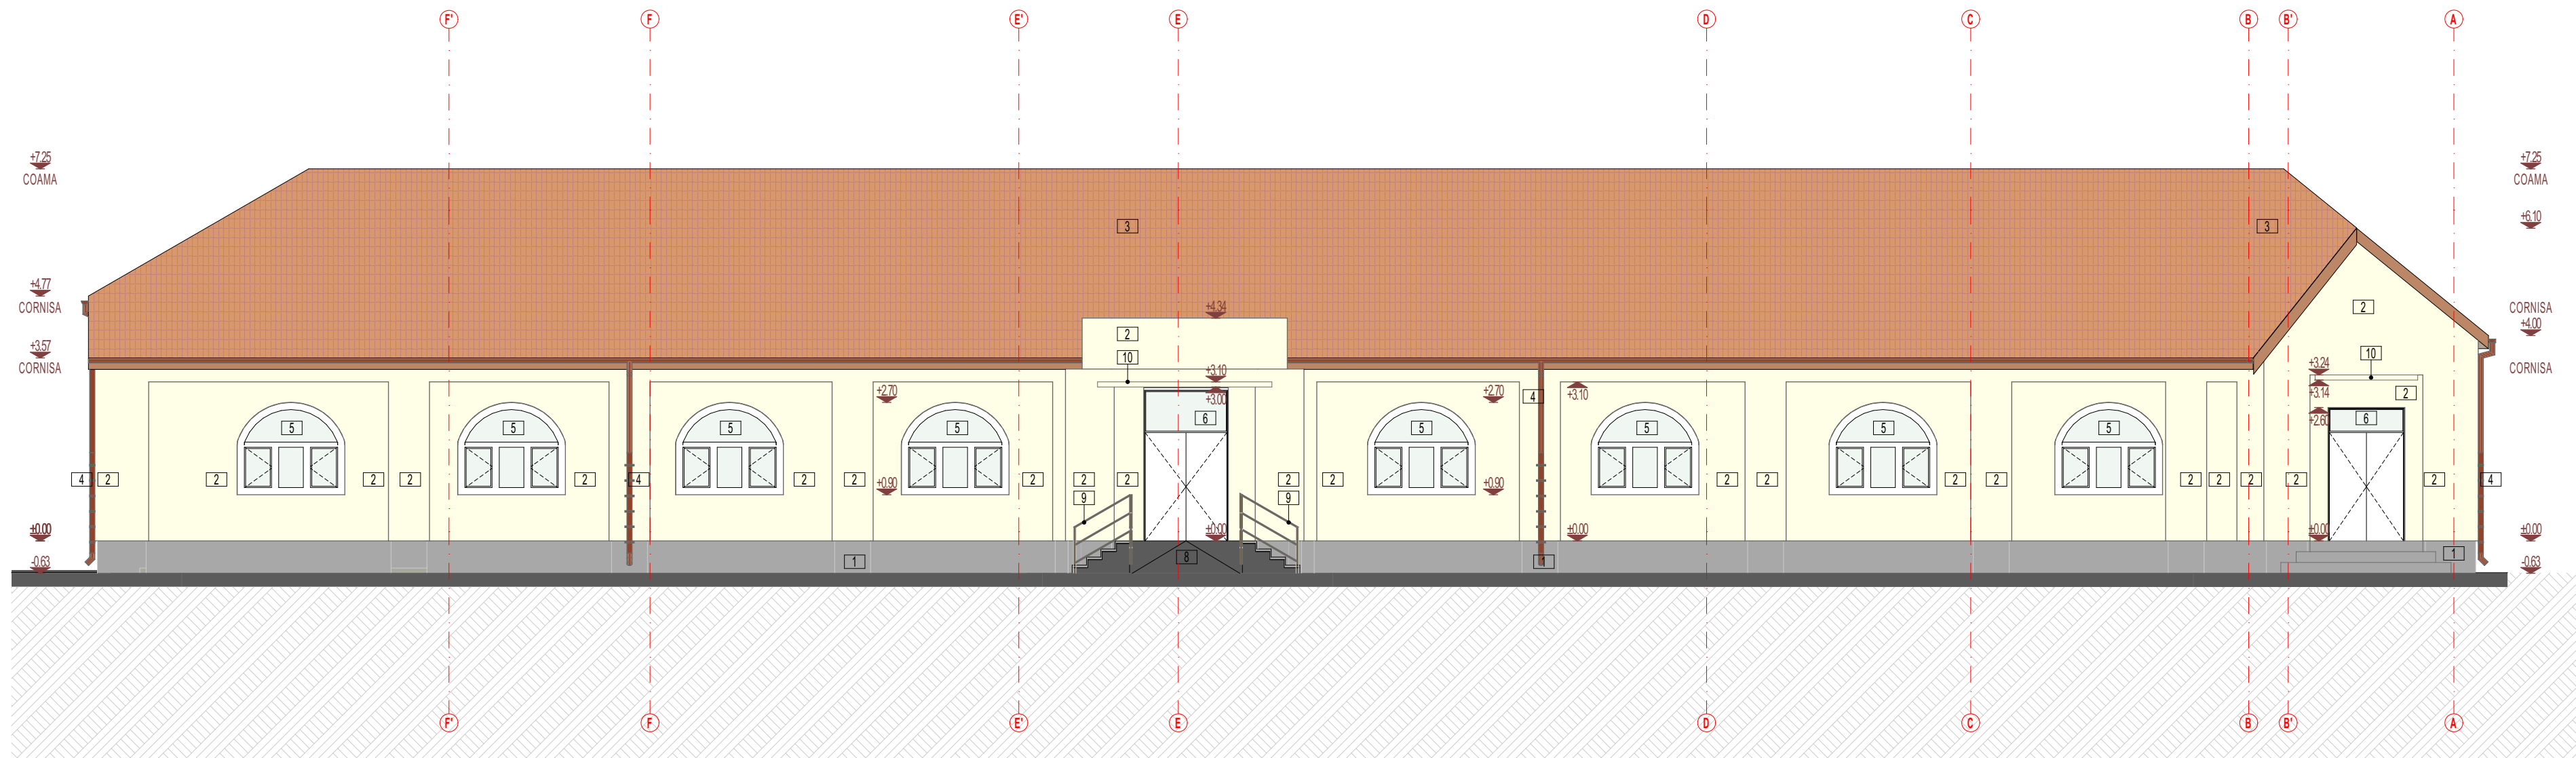 F' F E' E D C B B' A
+7.25 +7.25
COAMA COAMA
+6.10
3 3
+4.77
CORNISA CORNISA
+4.34 2
+4.00
2
+3.57 10 10
CORNISA +3.24 CORNISA
+3.10
+2.70 +3.00 +2.70 4 +3.10 +3.14 2
6 +2.60 6
5 5 5 5 5 5 5 5
4 2 2 2 2 2 4 2 2 2 2 2 2 2 2 2 2 2 2 2 2 2 2 2 4
+0.90 9 9 +0.90
±0.00 ±0.00 ±0.00 ±0.00 ±0.00
-0.63 1 8 1 1 -0.63
F' F E' E D C B B' A